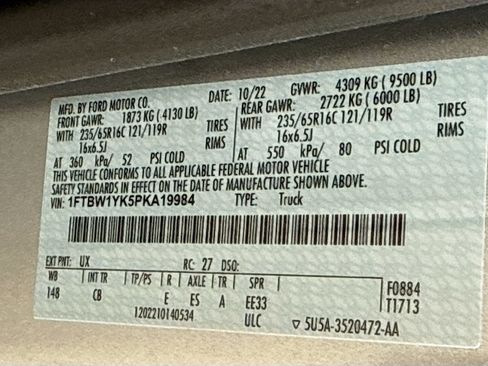 MFD. BY FORD MOTOR CO. DATE: 10/22 GVWR: 4309 KG ( 9500 LB)
FRONT GAWR: 1873 KG ( 4130 LB) REAR GAWR: 2722 KG ( 6000 LB)
WITH 235/65R16C 121/119R TIRES WITH 235/65R16C 121/119R TIRES
16x6.5J RIMS 16x6.5J RIMS
AT 360 kPa/ 52 PSI COLD AT 550 kPa/ 80 PSI COLD
THIS VEHICLE CONFORMS TO ALL APPLICABLE FEDERAL MOTOR VEHICLE
SAFETY STANDARDS IN EFFECT ON THE DATE OF MANUFACTURE SHOWN ABOVE.
VIN: 1FTBW1YK5PKA19984 TYPE: Truck
EXT PNT: UX RC: 27 DSO:
WB INT TR TP/PS R AXLE TR SPR F0884
148 CB E ES A EE33 T1713
1202210140534 ULC ▽ 5U5A-3520472-AA